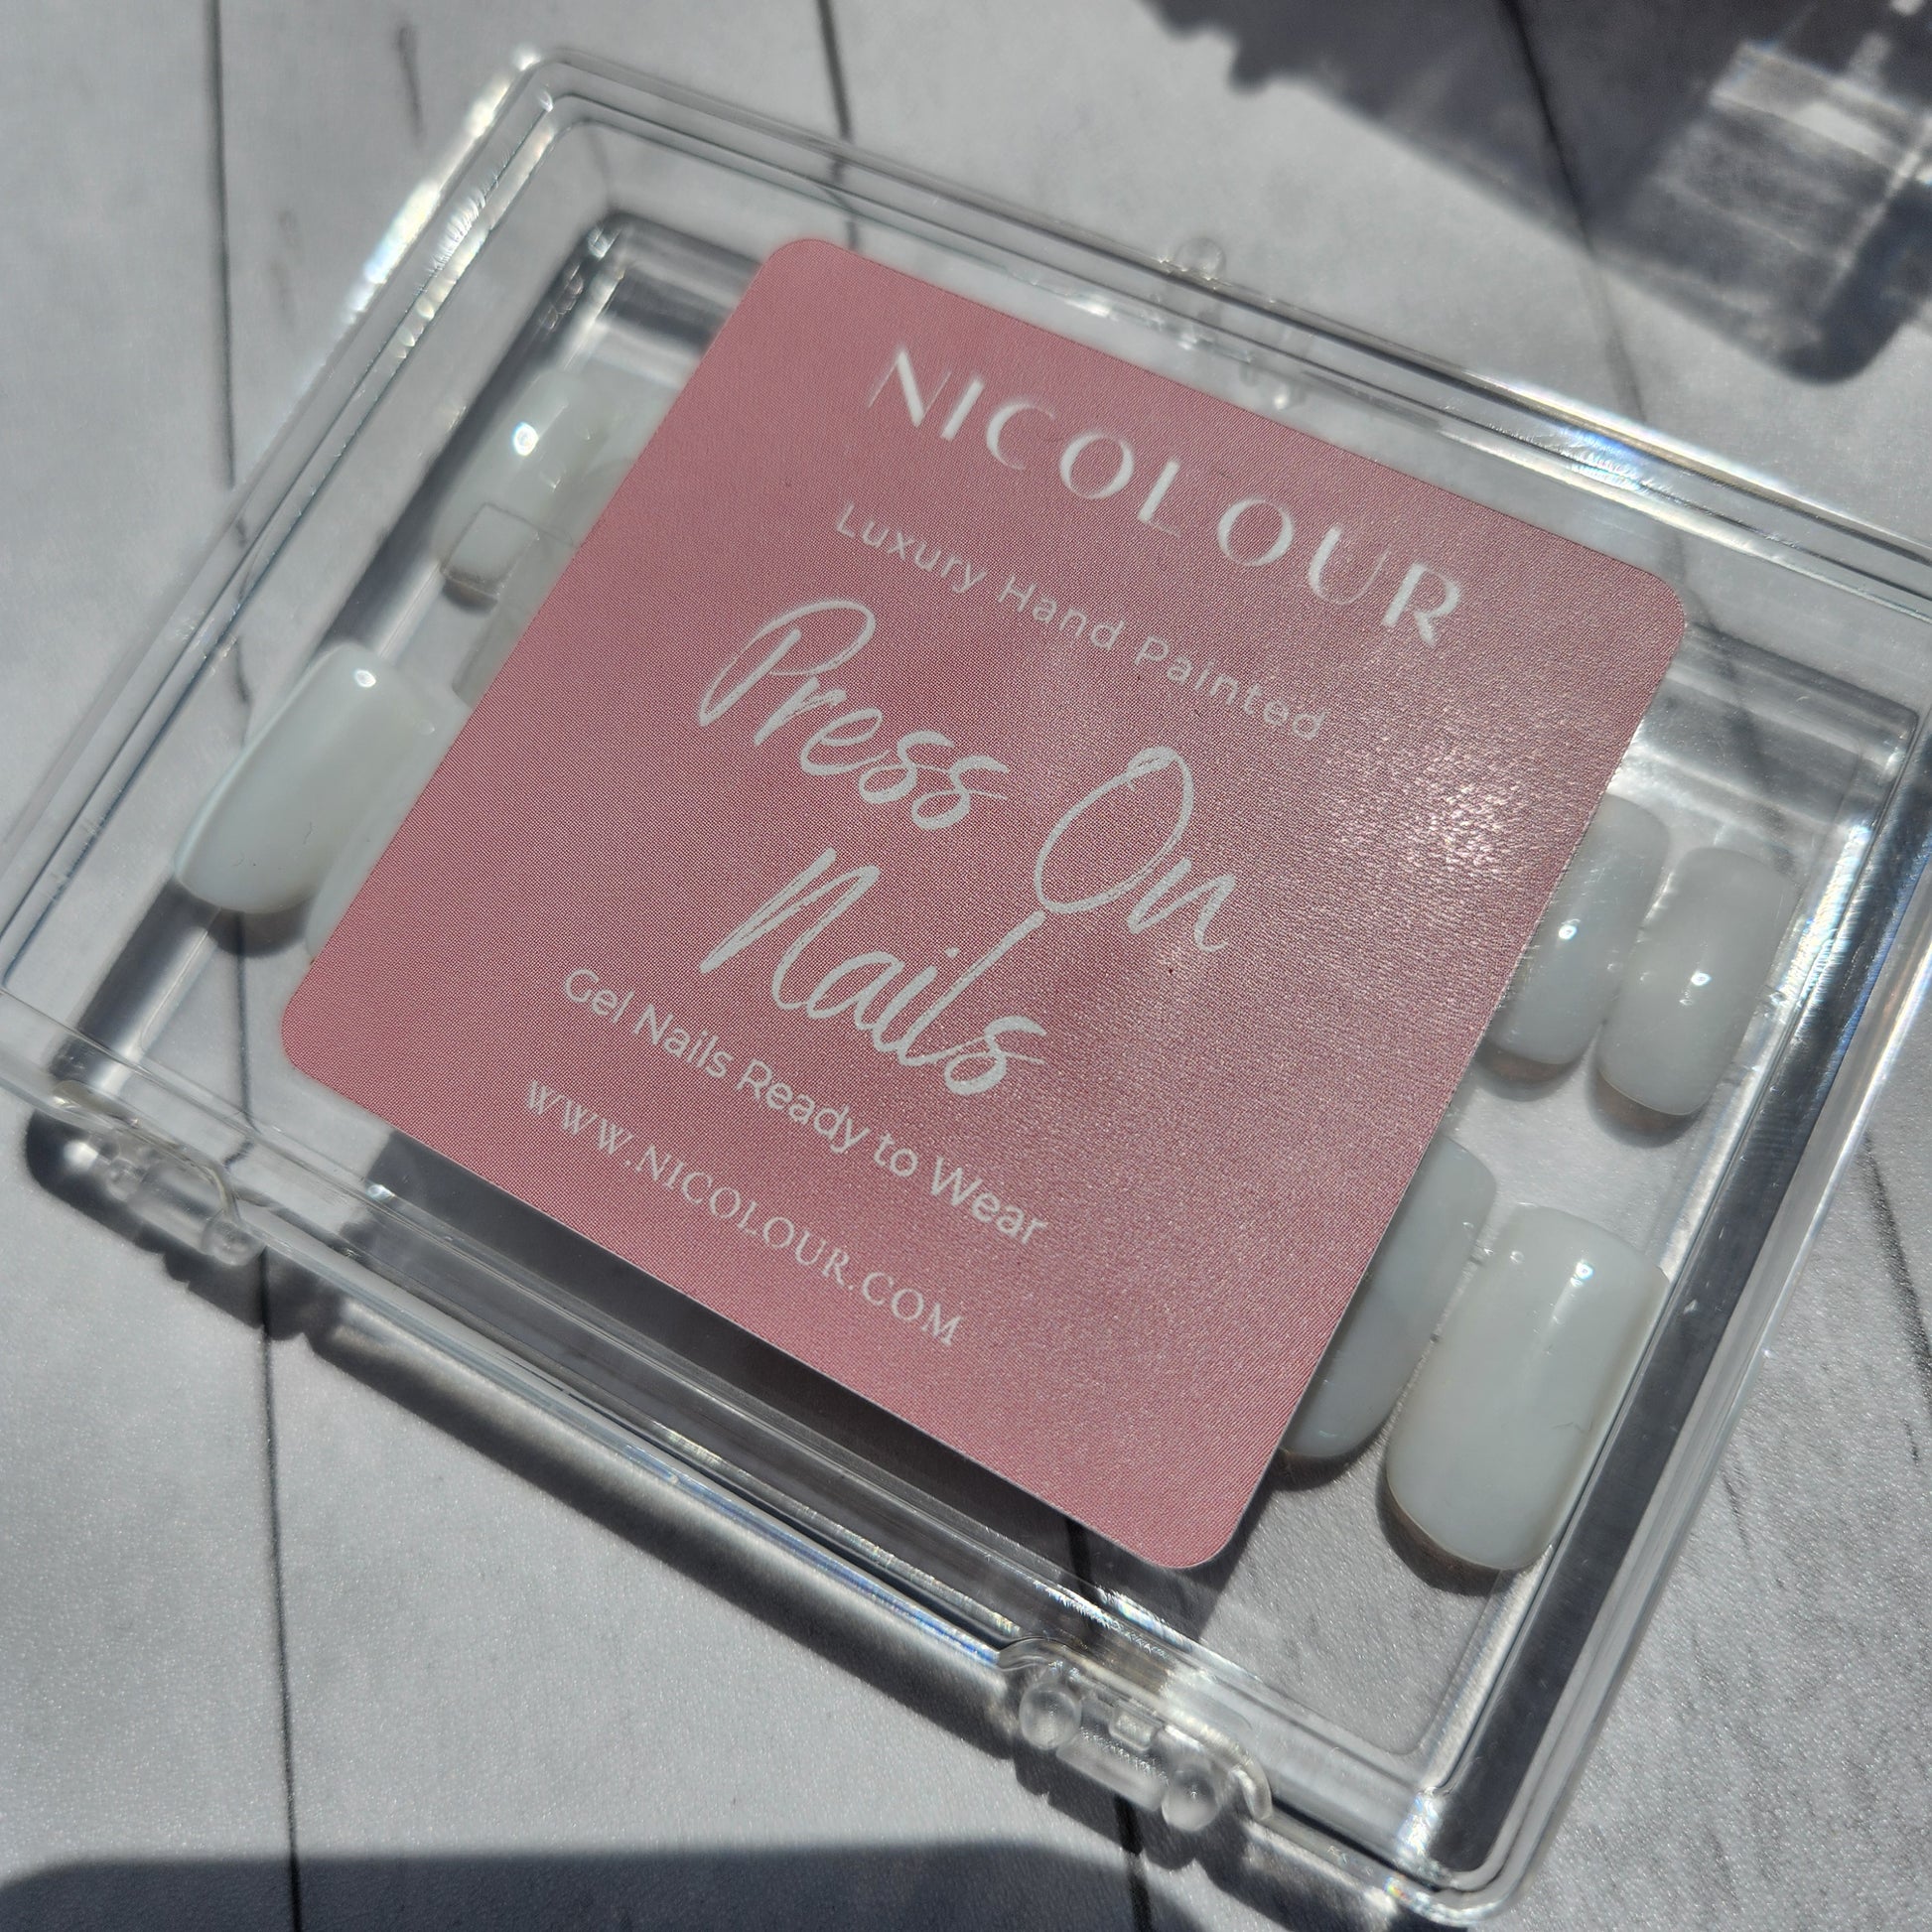 NICOLOUR
Luxury Hand Painted
Press On
Nails
Gel Nails Ready to Wear
WWW.NICOLOUR.COM